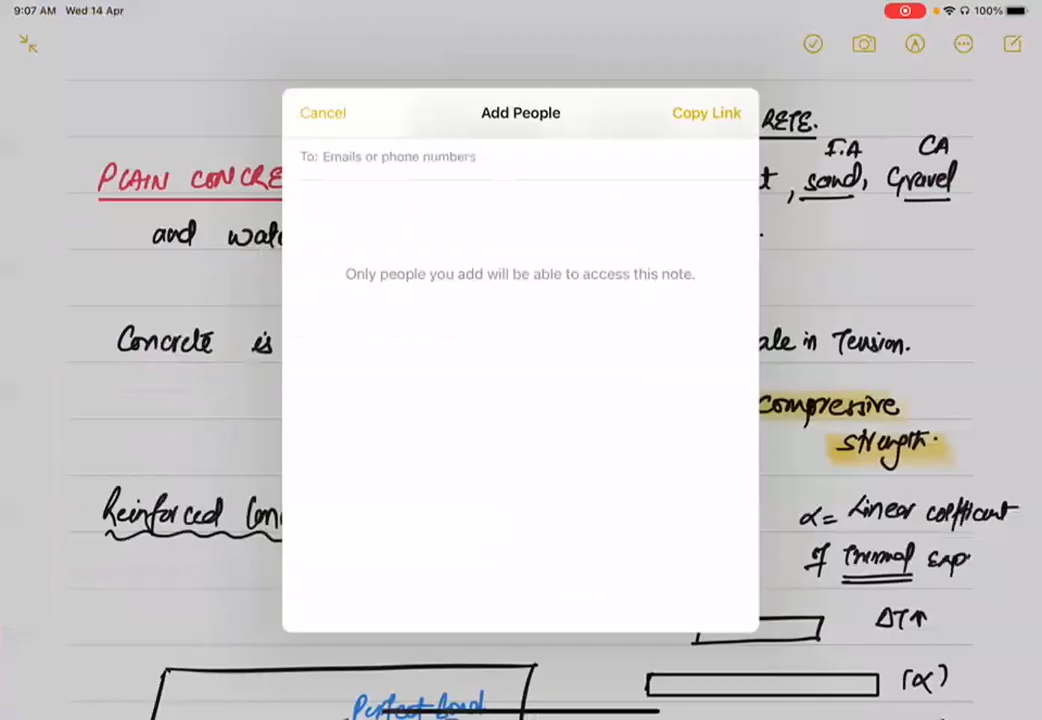 9:07 AM Wed 14 Apr 100%
Cancel Add People Copy Link
To: Emails or phone numbers
Only people you add will be able to access this note.
RETE.
F.A CA
PLAIN CONCRE t, sand, Gravel
and wate
Concrete is in Tension.
compressive
strength.
Reinforced Con
α = Linear coefficient
of Thermal exp
ΔT↑
(α)
Perfect bond